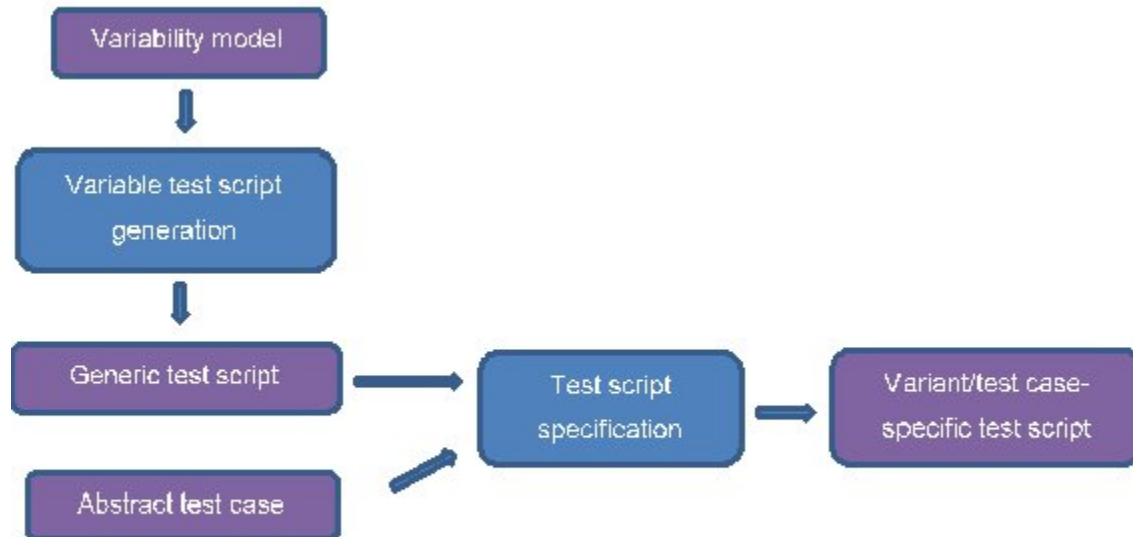 Variability model
Variable test script
generation
Generic test script
Test script
specification
Variant/test case-
specific test script
Abstract test case